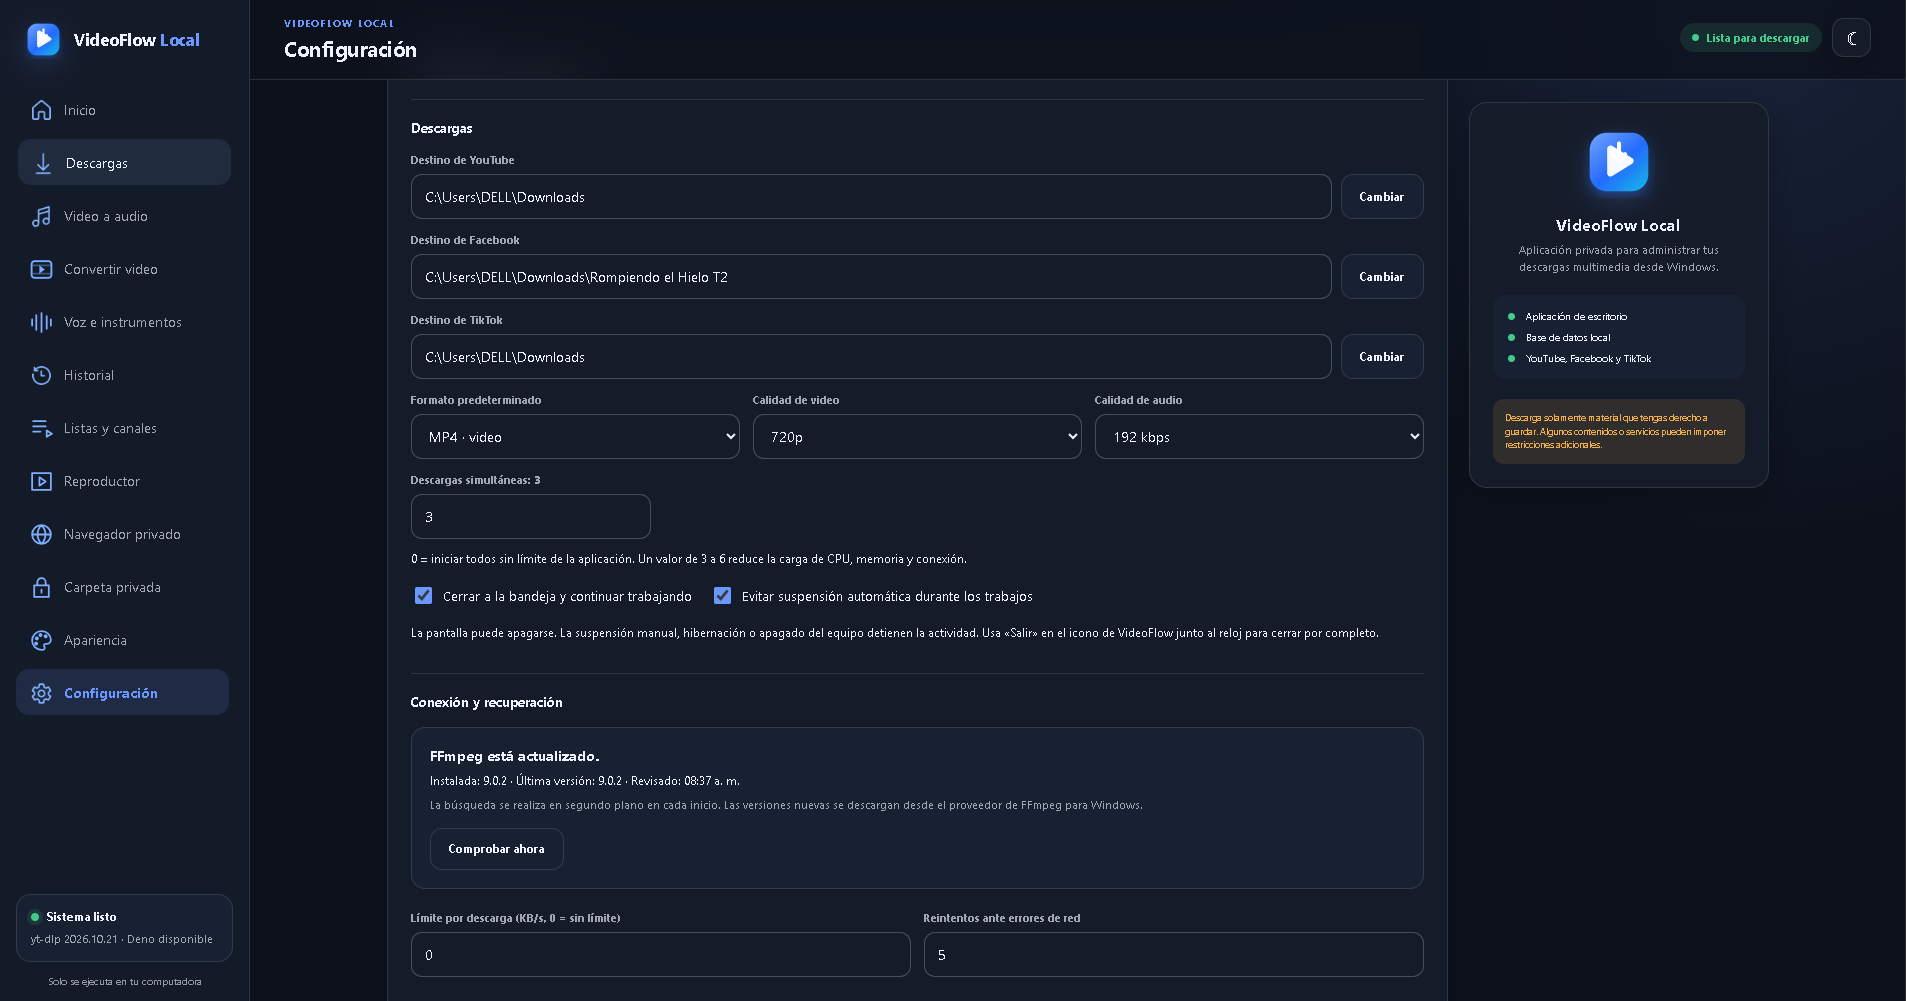 VideoFlow Local
Inicio
Descargas
Video a audio
Convertir video
Voz e instrumentos
Historial
Listas y canales
Reproductor
Navegador privado
Carpeta privada
Apariencia
Configuración
Sistema listo
yt-dlp 2026.10.21 · Deno disponible
Solo se ejecuta en tu computadora
VIDEOFLOW LOCAL
Configuración
Lista para descargar
Descargas
Destino de YouTube
C:\Users\DELL\Downloads
Cambiar
Destino de Facebook
C:\Users\DELL\Downloads\Rompiendo el Hielo T2
Cambiar
Destino de TikTok
C:\Users\DELL\Downloads
Cambiar
Formato predeterminado
MP4 · video
Calidad de video
720p
Calidad de audio
192 kbps
Descargas simultáneas: 3
3
0 = iniciar todos sin límite de la aplicación. Un valor de 3 a 6 reduce la carga de CPU, memoria y conexión.
Cerrar a la bandeja y continuar trabajando
Evitar suspensión automática durante los trabajos
La pantalla puede apagarse. La suspensión manual, hibernación o apagado del equipo detienen la actividad. Usa «Salir» en el icono de VideoFlow junto al reloj para cerrar por completo.
Conexión y recuperación
FFmpeg está actualizado.
Instalada: 9.0.2 · Última versión: 9.0.2 · Revisado: 08:37 a. m.
La búsqueda se realiza en segundo plano en cada inicio. Las versiones nuevas se descargan desde el proveedor de FFmpeg para Windows.
Comprobar ahora
Límite por descarga (KB/s, 0 = sin límite)
0
Reintentos ante errores de red
5
VideoFlow Local
Aplicación privada para administrar tus
descargas multimedia desde Windows.
Aplicación de escritorio
Base de datos local
YouTube, Facebook y TikTok
Descarga solamente material que tengas derecho a
guardar. Algunos contenidos o servicios pueden imponer
restricciones adicionales.